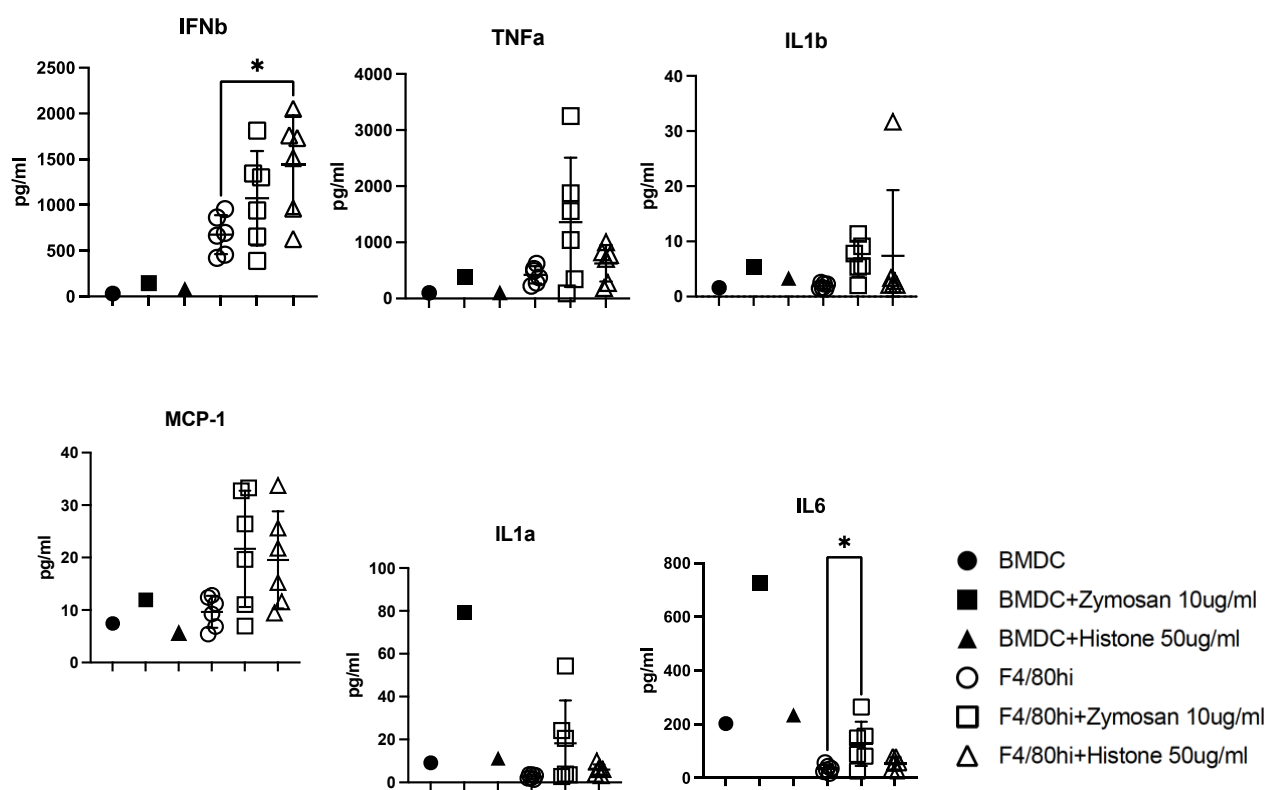 IFNb
2500
2000
1500
1000
500
0
pg/ml
*
TNFa
4000
3000
2000
1000
0
pg/ml
IL1b
40
30
20
10
0
pg/ml
MCP-1
40
30
20
10
0
pg/ml
IL1a
100
80
60
40
20
0
pg/ml
IL6
800
600
400
200
0
pg/ml
*
BMDC
BMDC+Zymosan 10ug/ml
BMDC+Histone 50ug/ml
F4/80hi
F4/80hi+Zymosan 10ug/ml
F4/80hi+Histone 50ug/ml